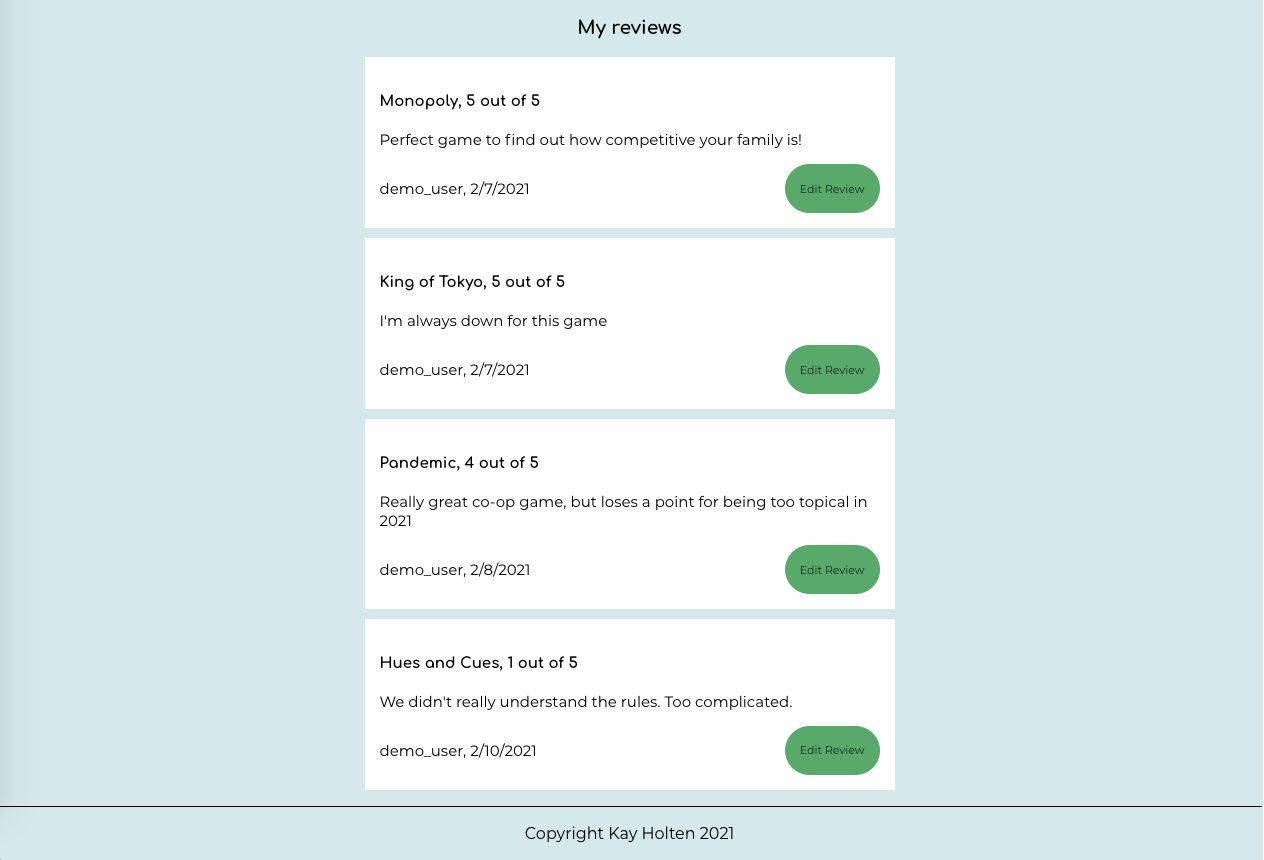 My reviews
Monopoly, 5 out of 5
Perfect game to find out how competitive your family is!
demo_user, 2/7/2021
Edit Review
King of Tokyo, 5 out of 5
I'm always down for this game
demo_user, 2/7/2021
Edit Review
Pandemic, 4 out of 5
Really great co-op game, but loses a point for being too topical in
2021
demo_user, 2/8/2021
Edit Review
Hues and Cues, 1 out of 5
We didn't really understand the rules. Too complicated.
demo_user, 2/10/2021
Edit Review
Copyright Kay Holten 2021